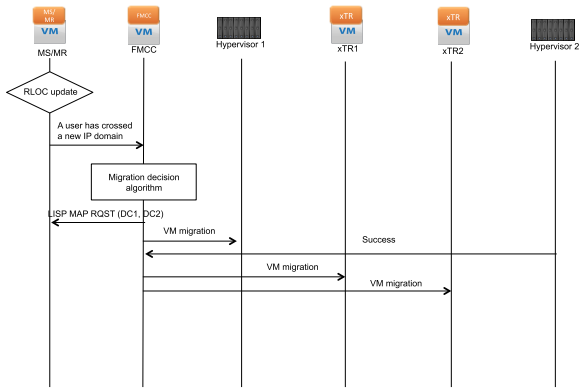 MS/
MR
VM
MS/MR
FMCC
VM
FMCC
Hypervisor 1
xTR
VM
xTR1
xTR
VM
xTR2
Hypervisor 2
RLOC update
A user has crossed
a new IP domain
Migration decision
algorithm
LISP MAP RQST (DC1, DC2)
VM migration
Success
VM migration
VM migration